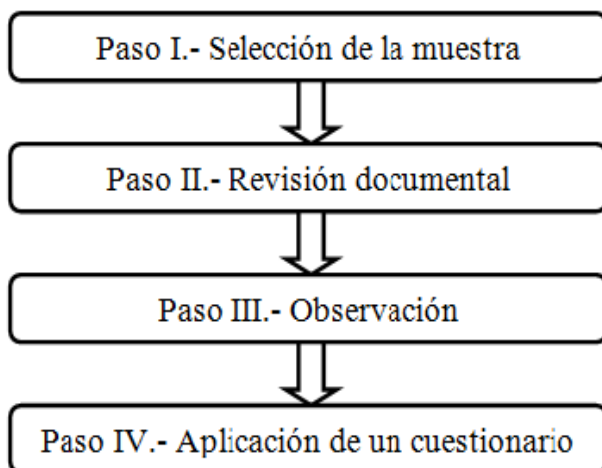 Paso I.- Selección de la muestra
Paso II.- Revisión documental
Paso III.- Observación
Paso IV.- Aplicación de un cuestionario